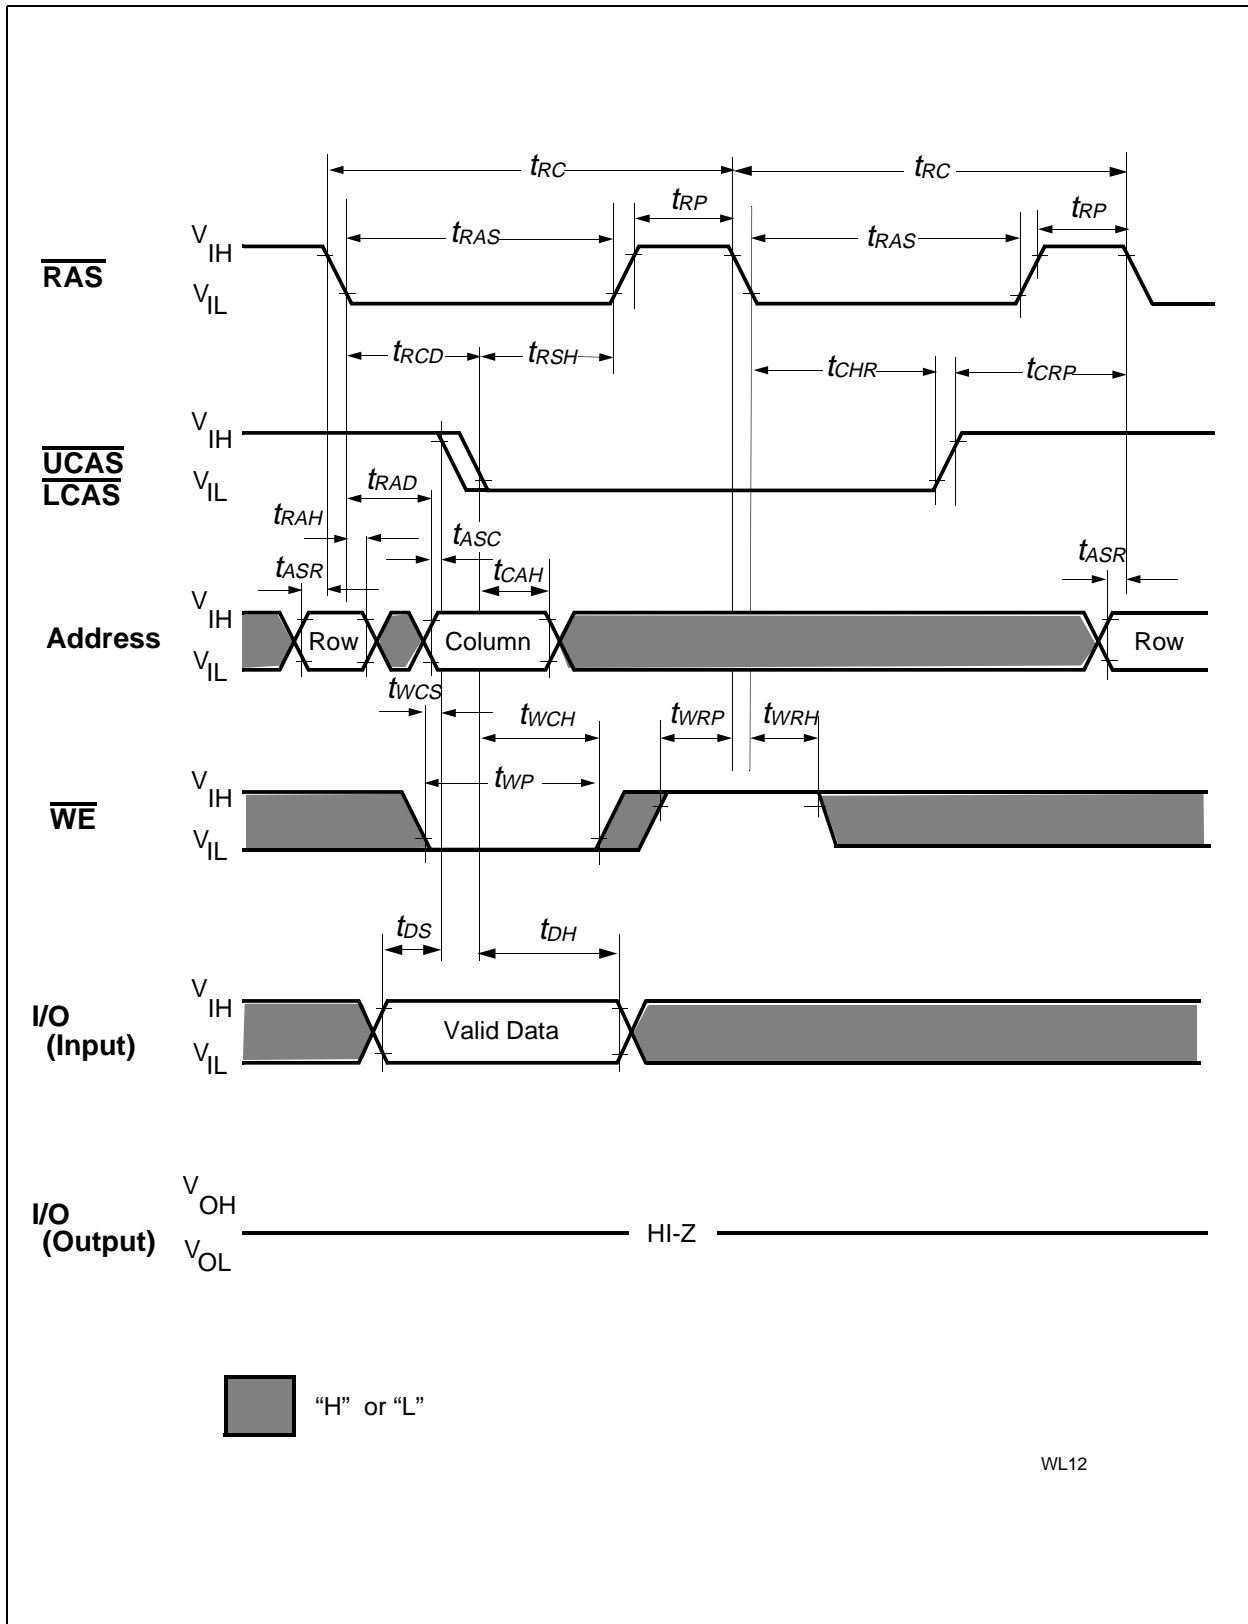 tRC tRC
tRP tRP
tRAS tRAS
RAS VIH
VIL
tRCD tRSH tCHR tCRP
UCAS
LCAS VIH
VIL
tRAD
tRAH
tASC
tASR tCAH tASR
Address VIH
VIL
Row Column Row
tWCS
tWCH tWRP tWRH
tWP
WE VIH
VIL
tDS tDH
I/O
(Input) VIH
VIL
Valid Data
I/O
(Output) VOH
VOL
HI-Z
“H” or “L”
WL12